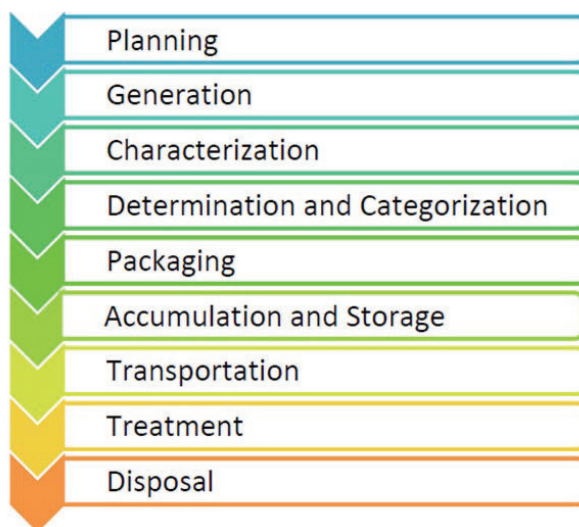 Planning
Generation
Characterization
Determination and Categorization
Packaging
Accumulation and Storage
Transportation
Treatment
Disposal